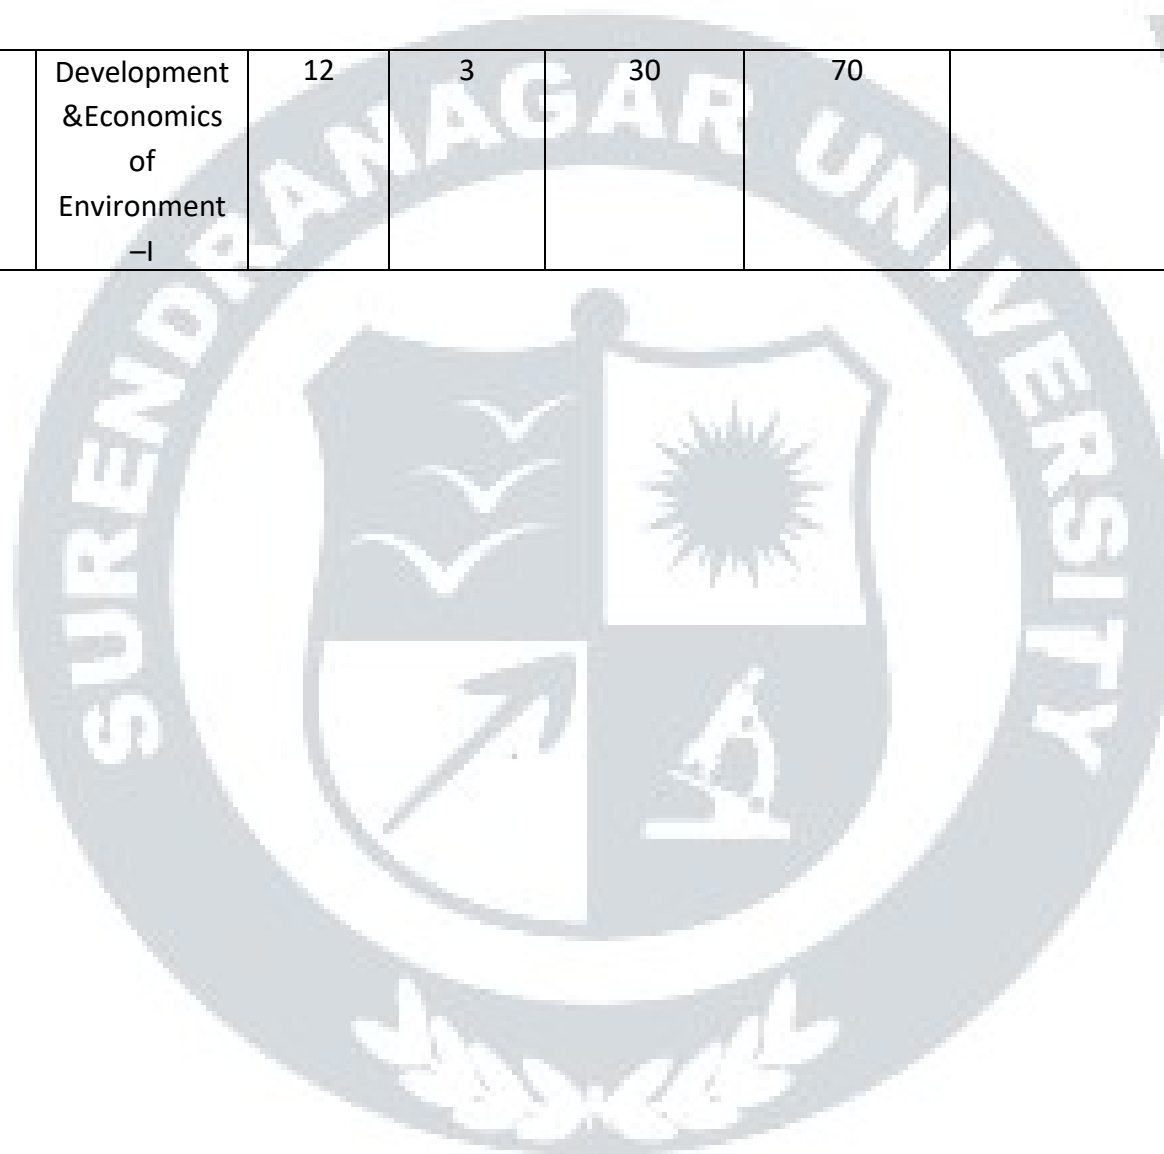 Development 12 3 30 70
&Economics
of
Environment
–I
SURENDRANAGAR UNIVERSITY